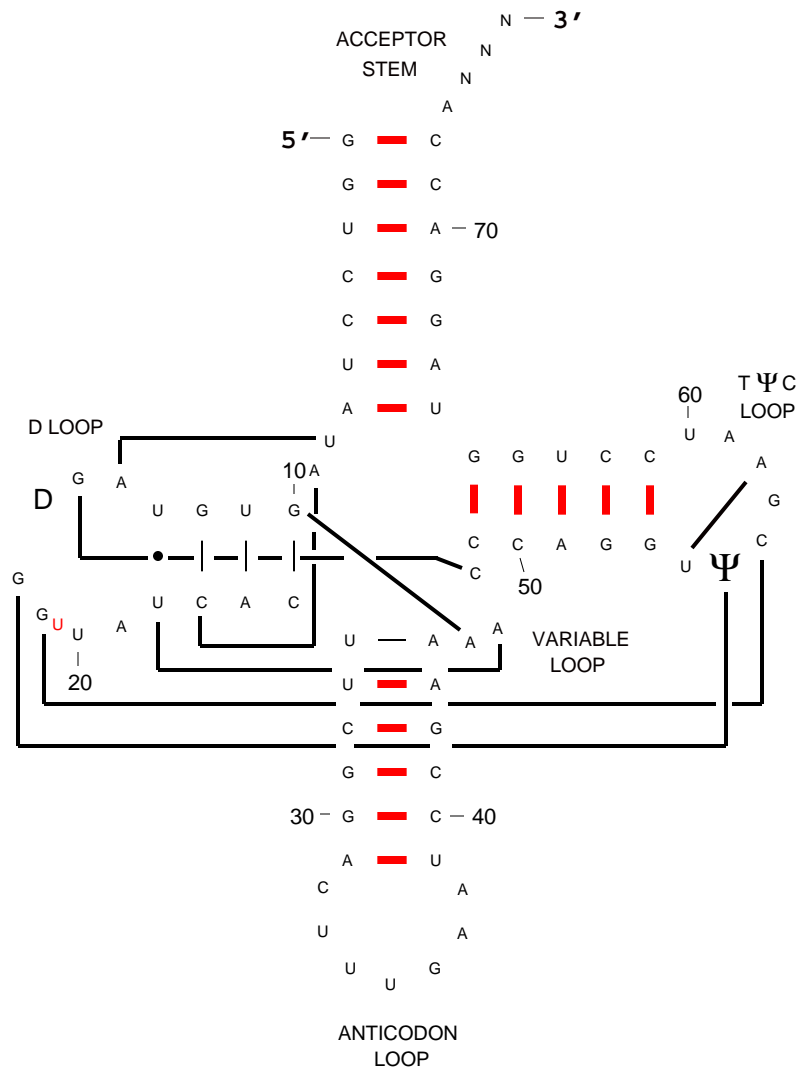 N — 3′
ACCEPTOR
STEM
N
N
A
5′ — G C
G C
U A — 70
C G
C G
U A
A U
T Ψ C
LOOP
60
D LOOP
U
U A
G G U C C
A
G A
10
A
D
U G U G
G
C C A G G U Ψ C
C
50
G
G U U A U C A C
20
U — A A A
VARIABLE
LOOP
U A
C G
G C
30 — G C — 40
A U
C A
U A
U G
U
ANTICODON
LOOP